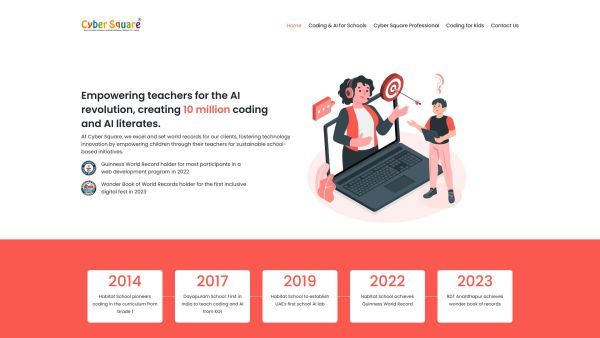 Cyber Square
Home
Coding & AI for Schools
Cyber Square Professional
Coding for Kids
Contact Us
Empowering teachers for the AI
revolution, creating 10 million coding
and AI literates.
At Cyber Square, we excel and set world records for our clients, fostering technology
innovation by empowering children through their teachers for sustainable school-
based initiatives.
Guinness World Record holder for most participants in a
web development program in 2022
Wonder Book of World Records holder for the first inclusive
digital fest in 2023
2014
Habitat School pioneers
coding in the curriculum from
Grade 1
2017
Dayapuram School: First in
India to teach coding and AI
from KG1
2019
Habitat School to establish
UAE's first school AI lab
2022
Habitat School achieves
Guinness World Record
2023
RDT Ananthapur achieves
wonder book of records